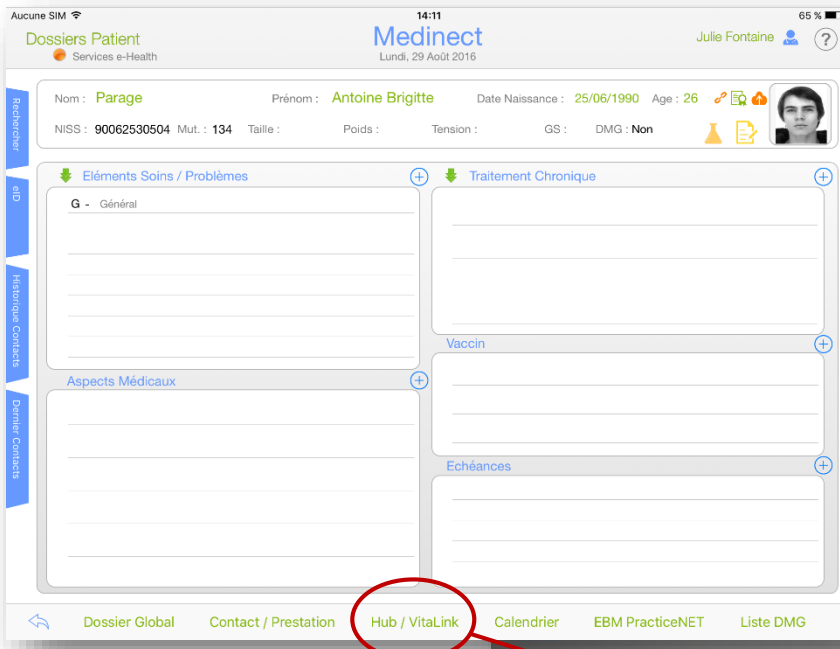 Aucune SIM 14:11 65 %
Dossiers Patient Medinect Julie Fontaine ?
Services e-Health Lundi, 29 Août 2016
Rechercher
eID
Historique Contacts
Dernier Contacts
Nom : Parage Prénom : Antoine Brigitte Date Naissance : 25/06/1990 Age : 26
NISS : 90062530504 Mut. : 134 Taille : Poids : Tension : GS : DMG : Non
Eléments Soins / Problèmes
G - Général
Traitement Chronique
Vaccin
Aspects Médicaux
Echéances
Dossier Global Contact / Prestation Hub / VitaLink Calendrier EBM PracticeNET Liste DMG